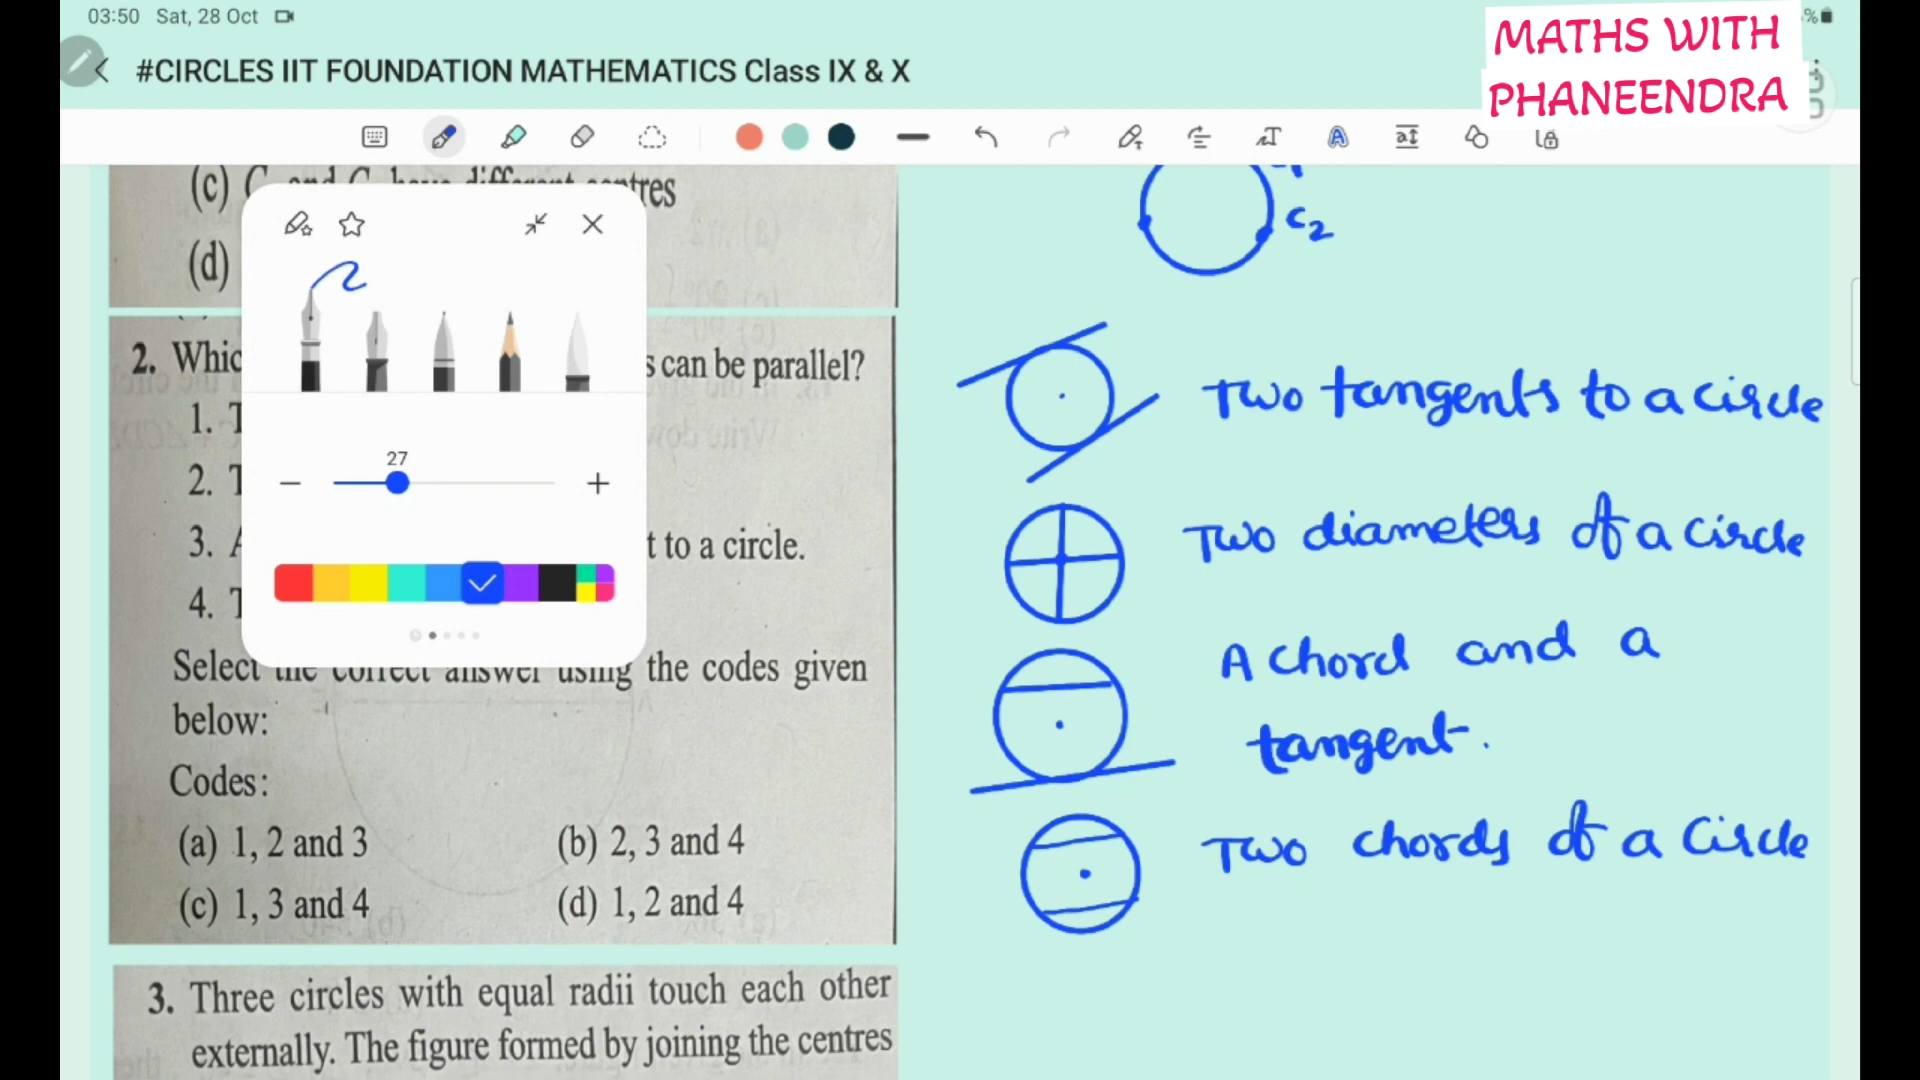 03:50 Sat, 28 Oct
MATHS WITH
PHANEENDRA
#CIRCLES IIT FOUNDATION MATHEMATICS Class IX & X
(c)
(d)
C2
2. s can be parallel?
1.
2.
3. t to a circle.
4.
27
Select the correct answer using the codes given
below:
Codes:
(a) 1, 2 and 3 (b) 2, 3 and 4
(c) 1, 3 and 4 (d) 1, 2 and 4
3. Three circles with equal radii touch each other
externally. The figure formed by joining the centres
Two tangents to a circle
Two diameters of a circle
A chord and a
tangent.
Two chords of a circle